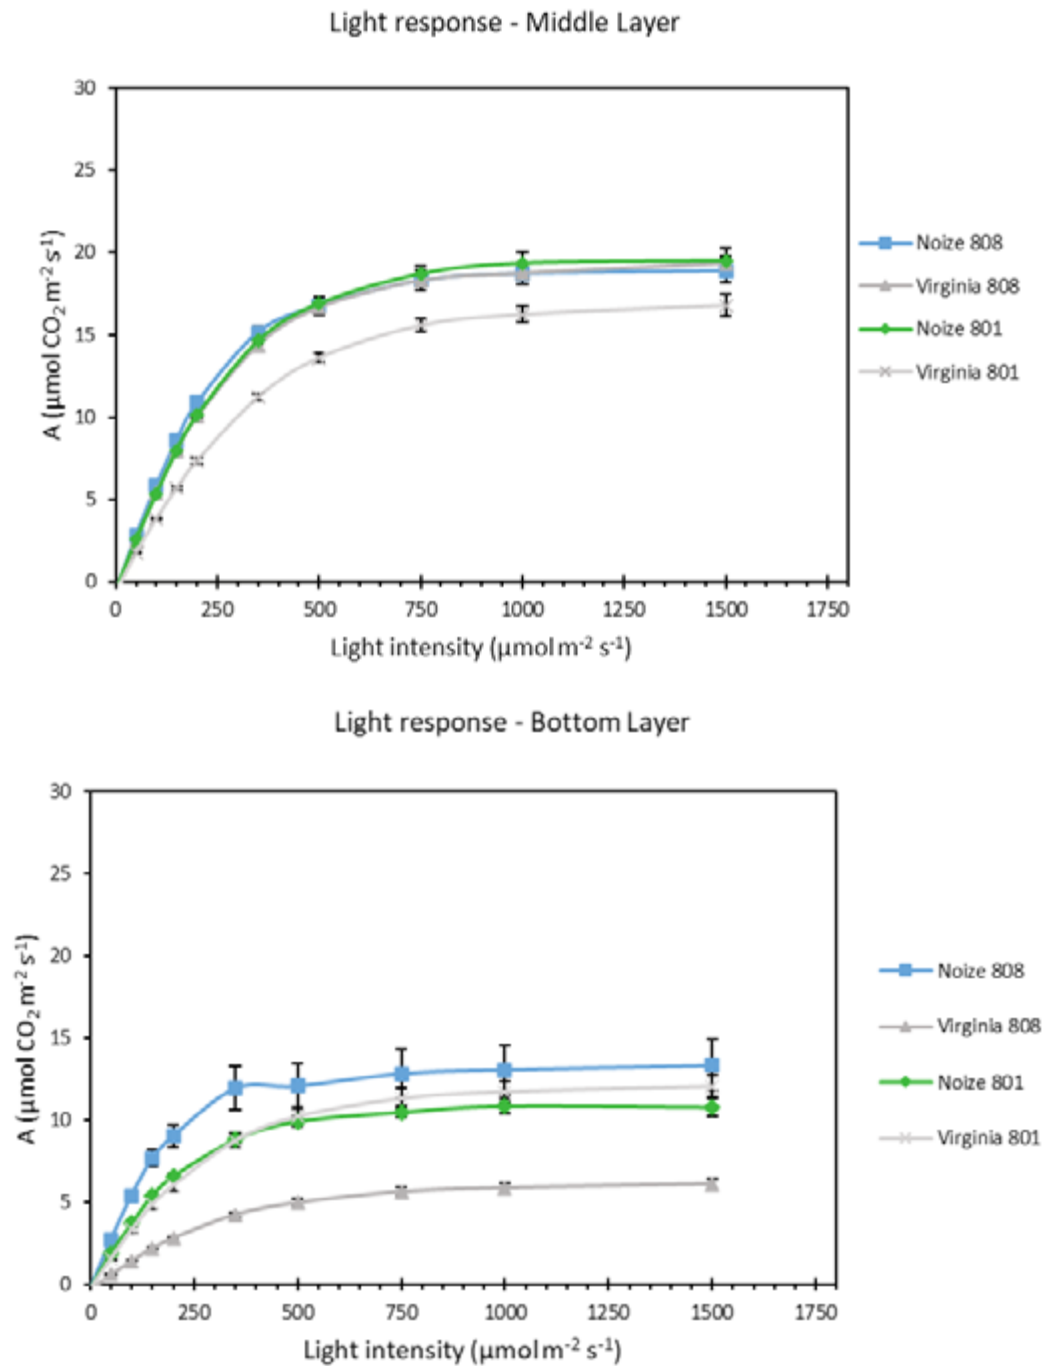 Light response - Middle Layer
30
25
20
15
10
5
0
A (µmol CO₂ m⁻² s⁻¹)
0 250 500 750 1000 1250 1500 1750
Light intensity (µmol m⁻² s⁻¹)
Noize 808
Virginia 808
Noize 801
Virginia 801
Light response - Bottom Layer
30
25
20
15
10
5
0
A (µmol CO₂ m⁻² s⁻¹)
0 250 500 750 1000 1250 1500 1750
Light intensity (µmol m⁻² s⁻¹)
Noize 808
Virginia 808
Noize 801
Virginia 801